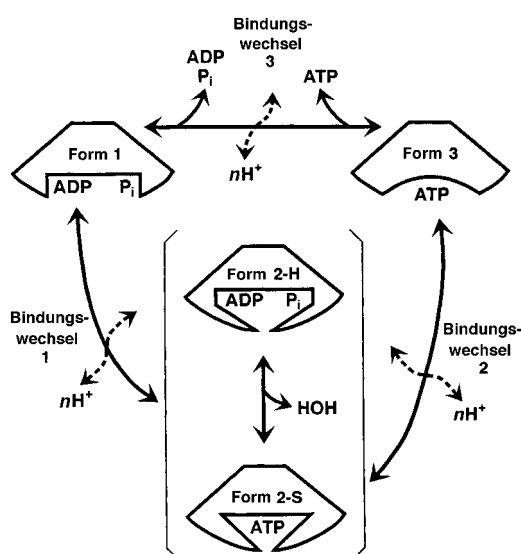 Bindungs-
wechsel
3
ADP
Pi
ATP
nH+
Form 1
ADP Pi
Form 3
ATP
Form 2-H
ADP Pi
Bindungs-
wechsel
1
nH+
Bindungs-
wechsel
2
nH+
HOH
Form 2-S
ATP